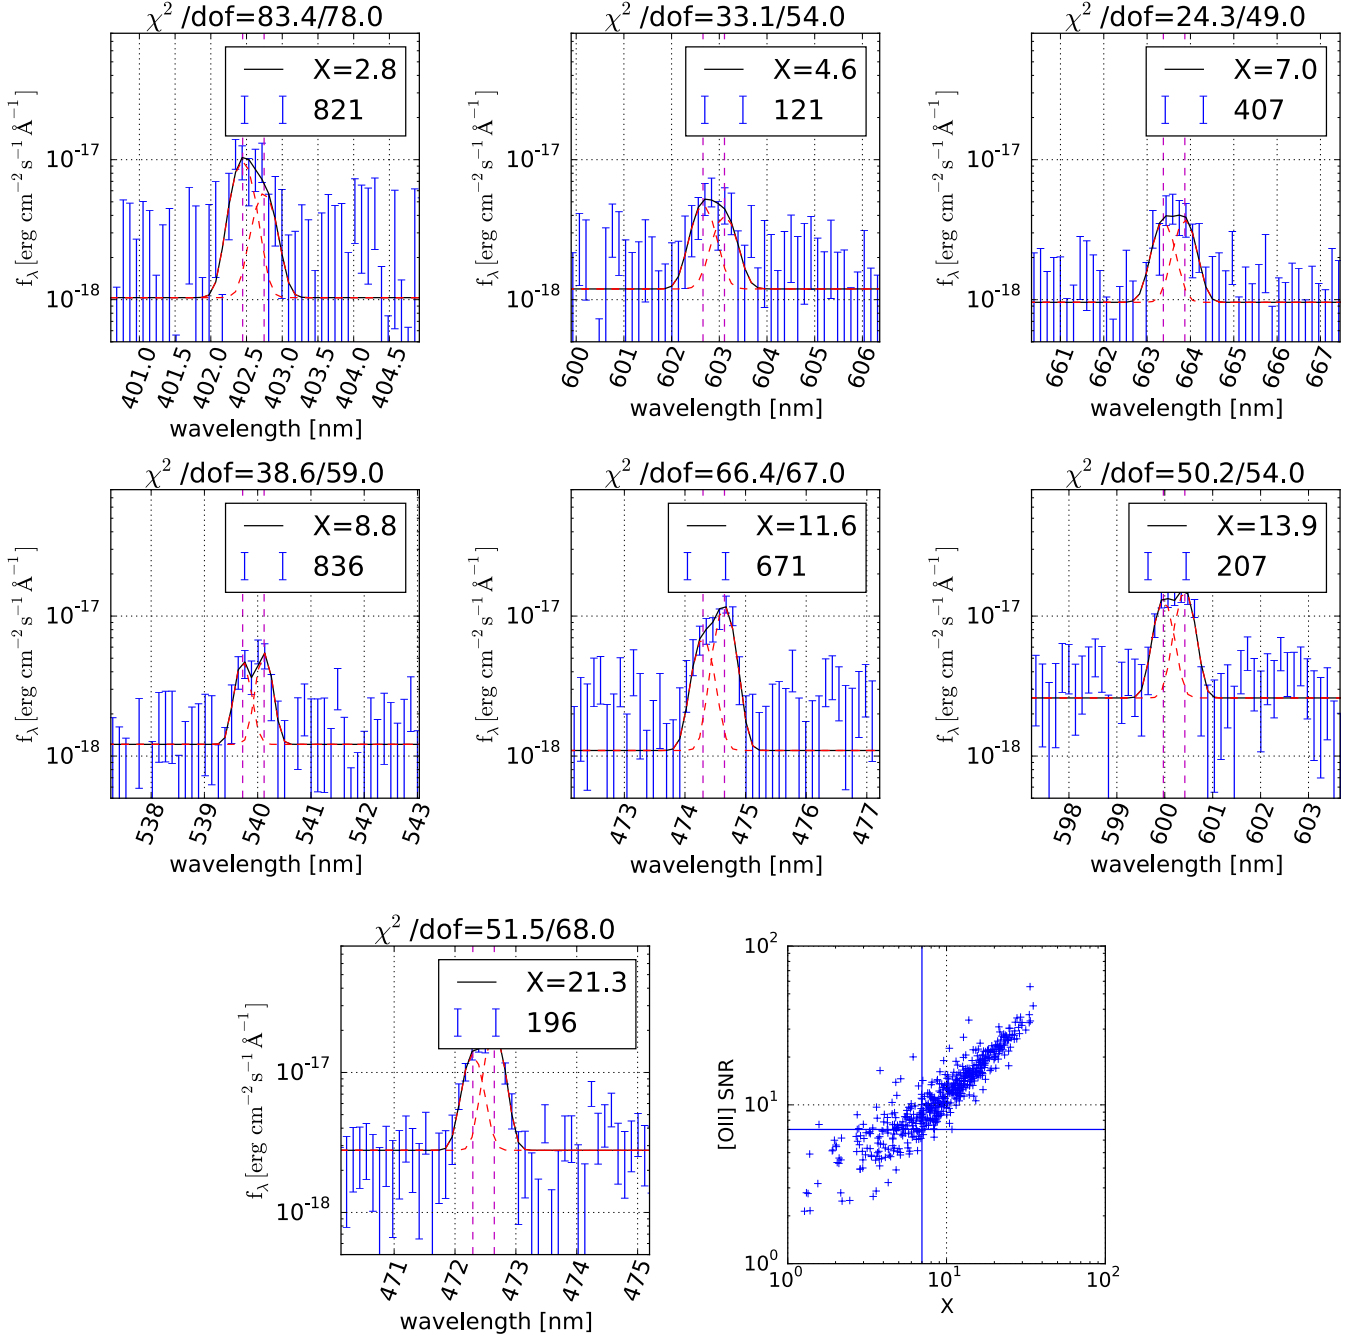 χ² /dof=83.4/78.0
X=2.8
821
10⁻¹⁷
10⁻¹⁸
f_λ [erg cm⁻² s⁻¹ Å⁻¹]
401.0 401.5 402.0 402.5 403.0 403.5 404.0 404.5
wavelength [nm]
χ² /dof=33.1/54.0
X=4.6
121
10⁻¹⁷
10⁻¹⁸
f_λ [erg cm⁻² s⁻¹ Å⁻¹]
600 601 602 603 604 605 606
wavelength [nm]
χ² /dof=24.3/49.0
X=7.0
407
10⁻¹⁷
10⁻¹⁸
f_λ [erg cm⁻² s⁻¹ Å⁻¹]
661 662 663 664 665 666 667
wavelength [nm]
χ² /dof=38.6/59.0
X=8.8
836
10⁻¹⁷
10⁻¹⁸
f_λ [erg cm⁻² s⁻¹ Å⁻¹]
538 539 540 541 542 543
wavelength [nm]
χ² /dof=66.4/67.0
X=11.6
671
10⁻¹⁷
10⁻¹⁸
f_λ [erg cm⁻² s⁻¹ Å⁻¹]
473 474 475 476 477
wavelength [nm]
χ² /dof=50.2/54.0
X=13.9
207
10⁻¹⁷
10⁻¹⁸
f_λ [erg cm⁻² s⁻¹ Å⁻¹]
598 599 600 601 602 603
wavelength [nm]
χ² /dof=51.5/68.0
X=21.3
196
10⁻¹⁷
10⁻¹⁸
f_λ [erg cm⁻² s⁻¹ Å⁻¹]
471 472 473 474 475
wavelength [nm]
10²
10¹
10⁰
[OII] SNR
10⁰ 10¹ 10²
X